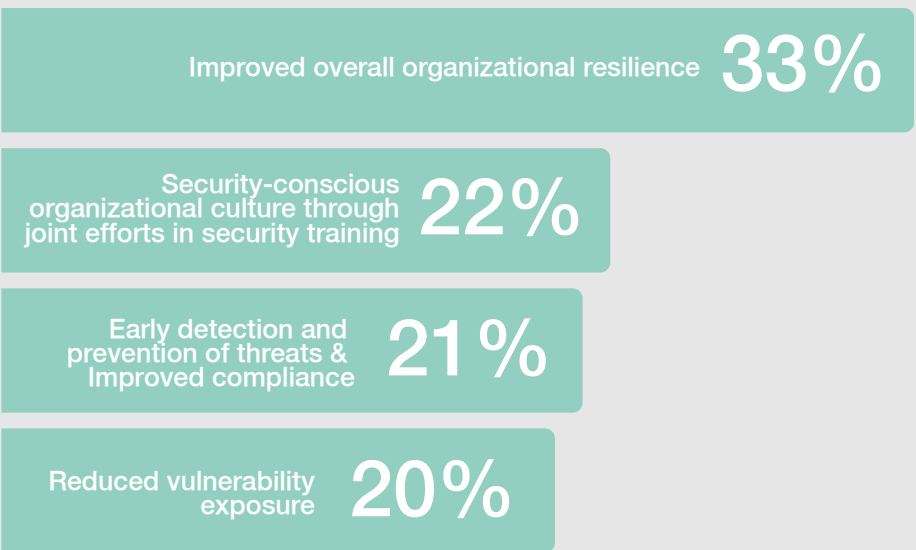 Improved overall organizational resilience 33%
Security-conscious
organizational culture through
joint efforts in security training
22%
Early detection and
prevention of threats &
Improved compliance
21%
Reduced vulnerability
exposure
20%